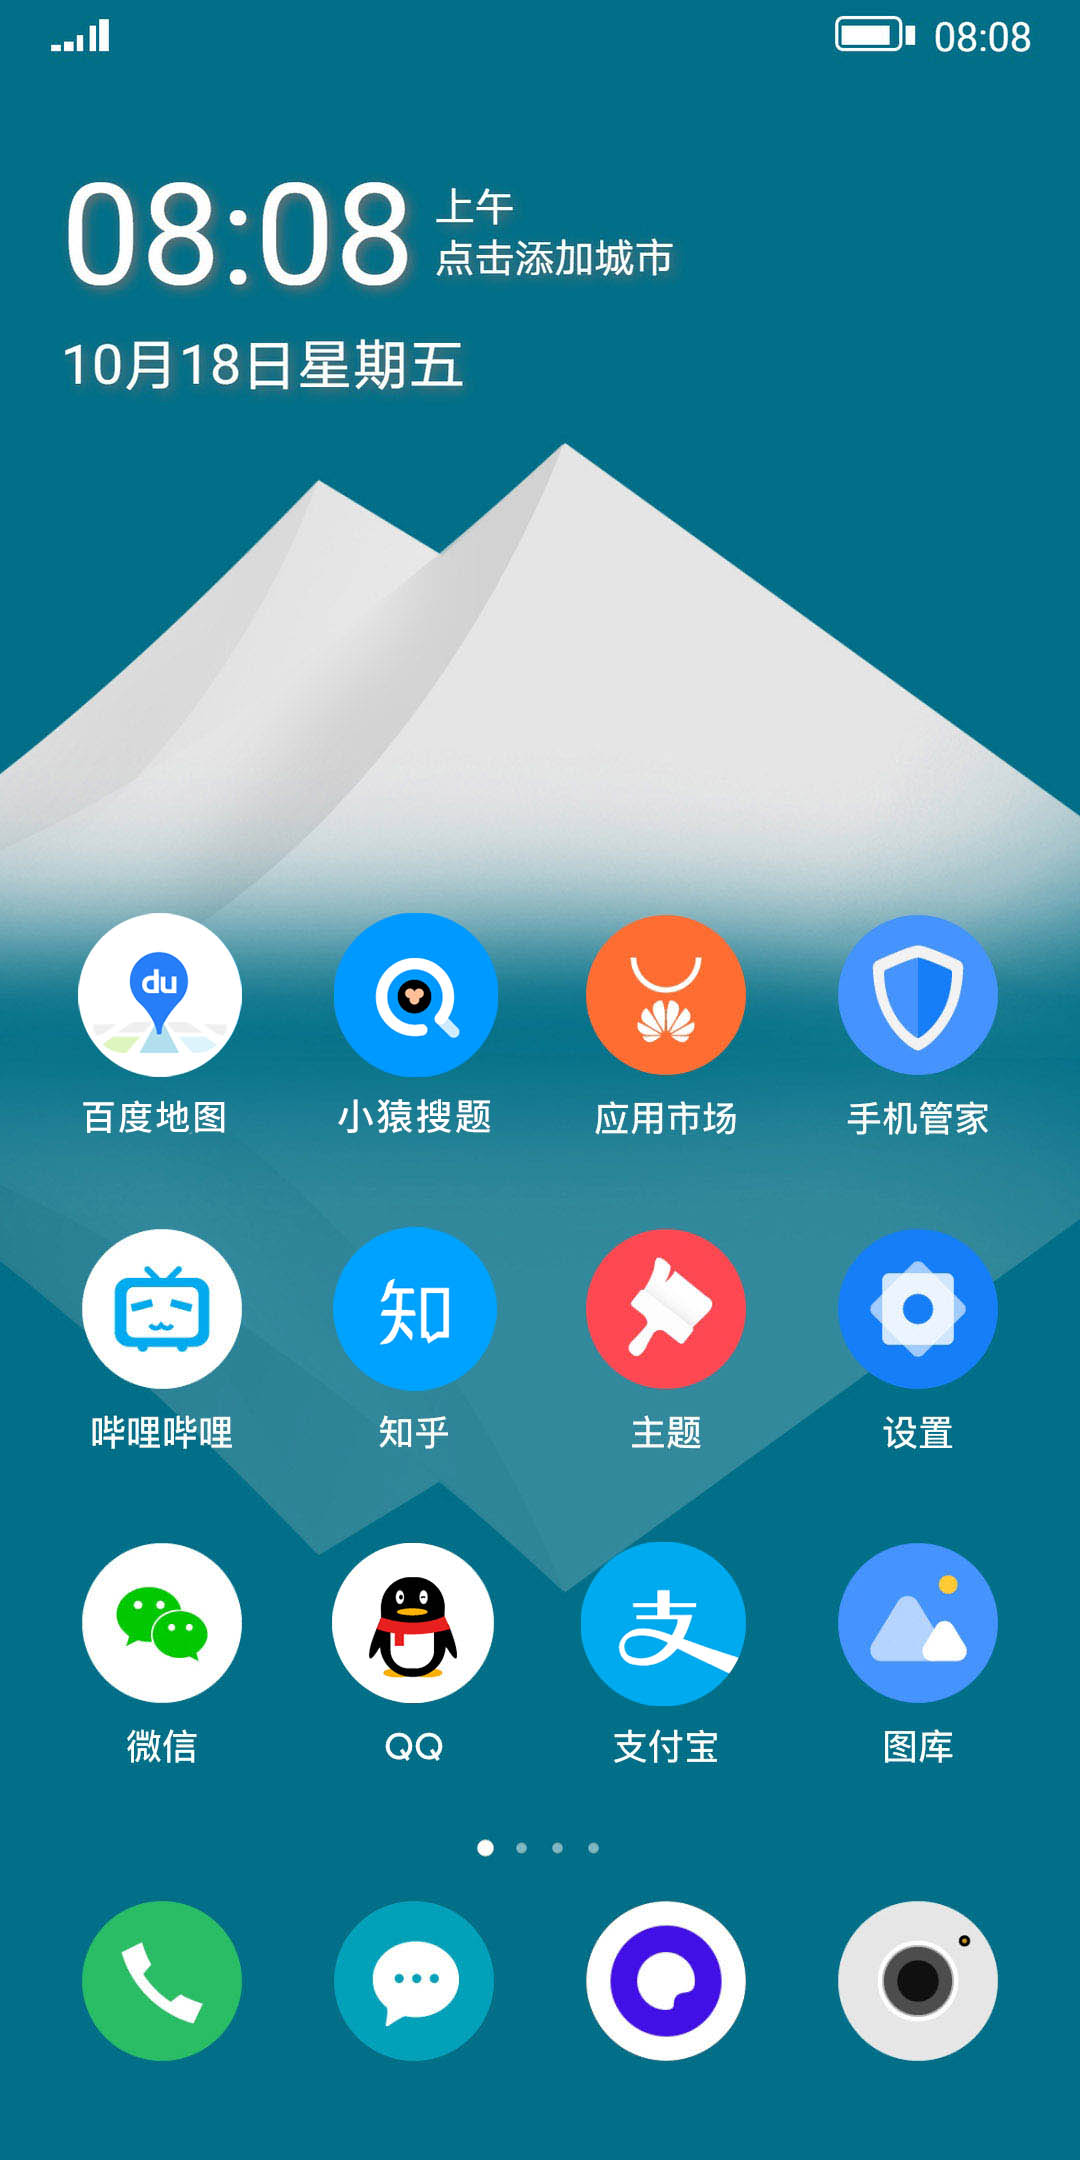 08:08
08:08
上午
点击添加城市
10月18日星期五
du
百度地图
小猿搜题
应用市场
手机管家
知
哔哩哔哩
知乎
主题
设置
支
微信
QQ
支付宝
图库